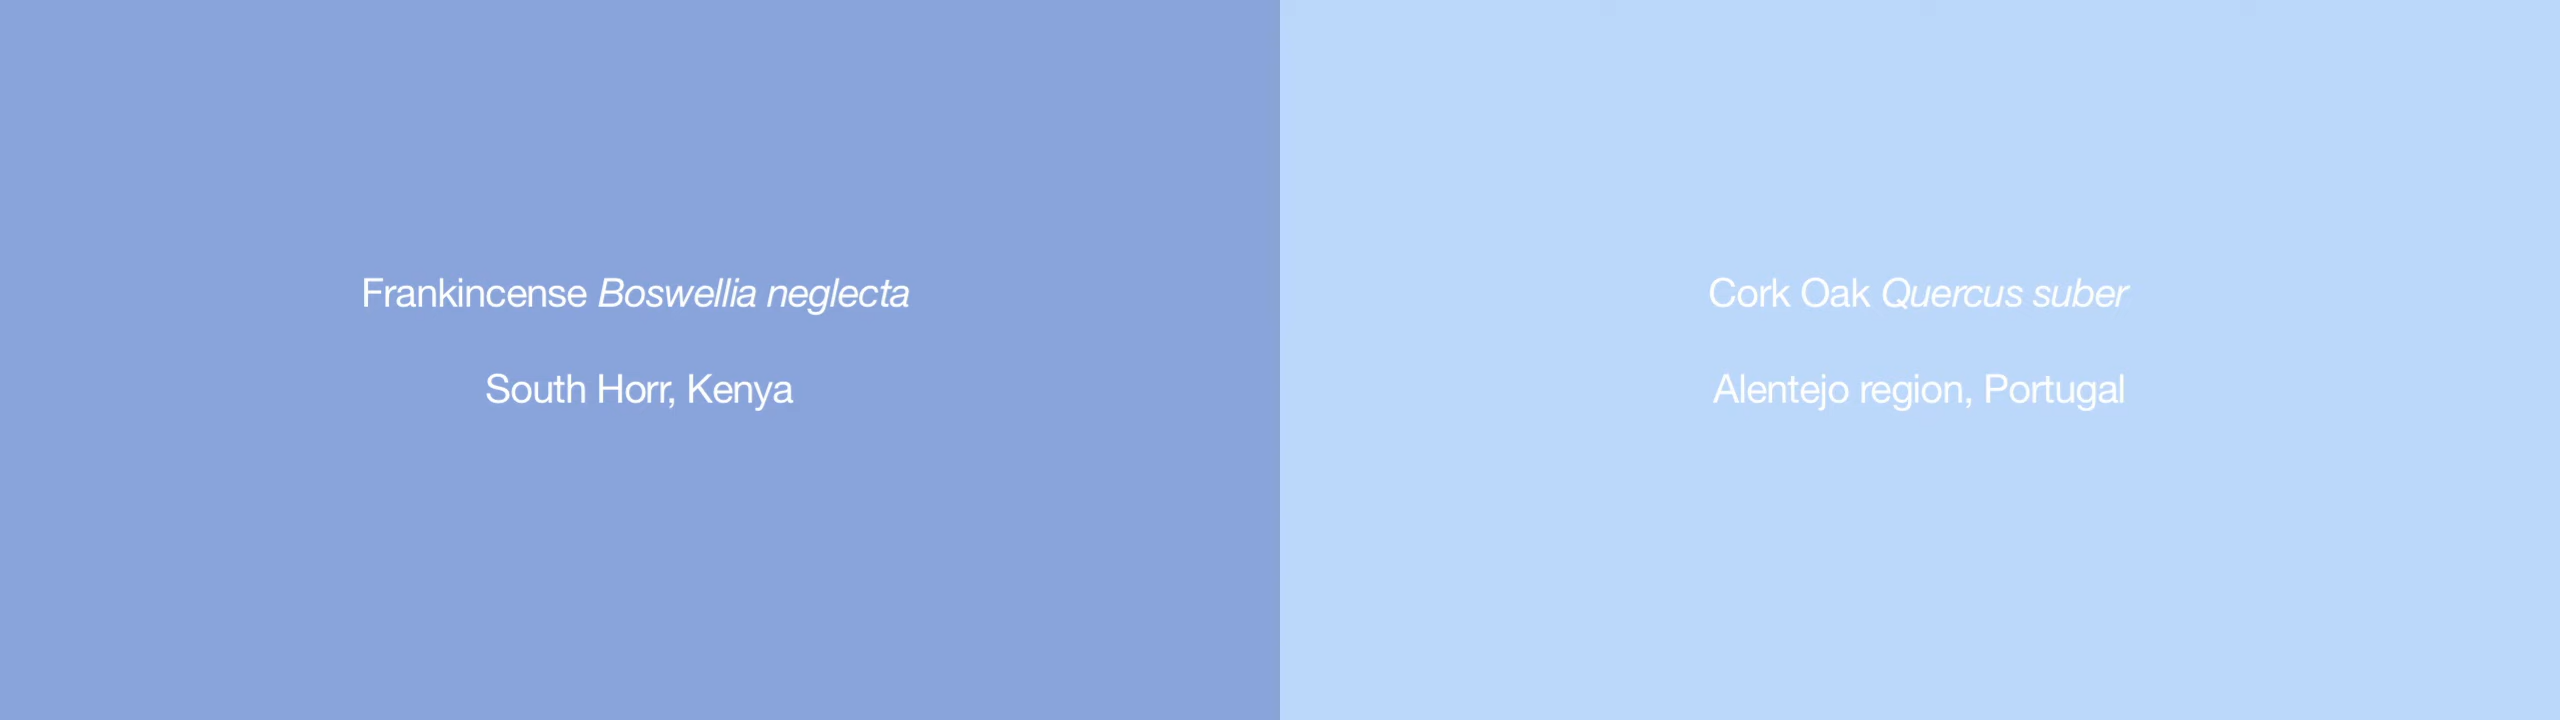 Frankincense Boswellia neglecta
South Horr, Kenya
Cork Oak Quercus suber
Alentejo region, Portugal